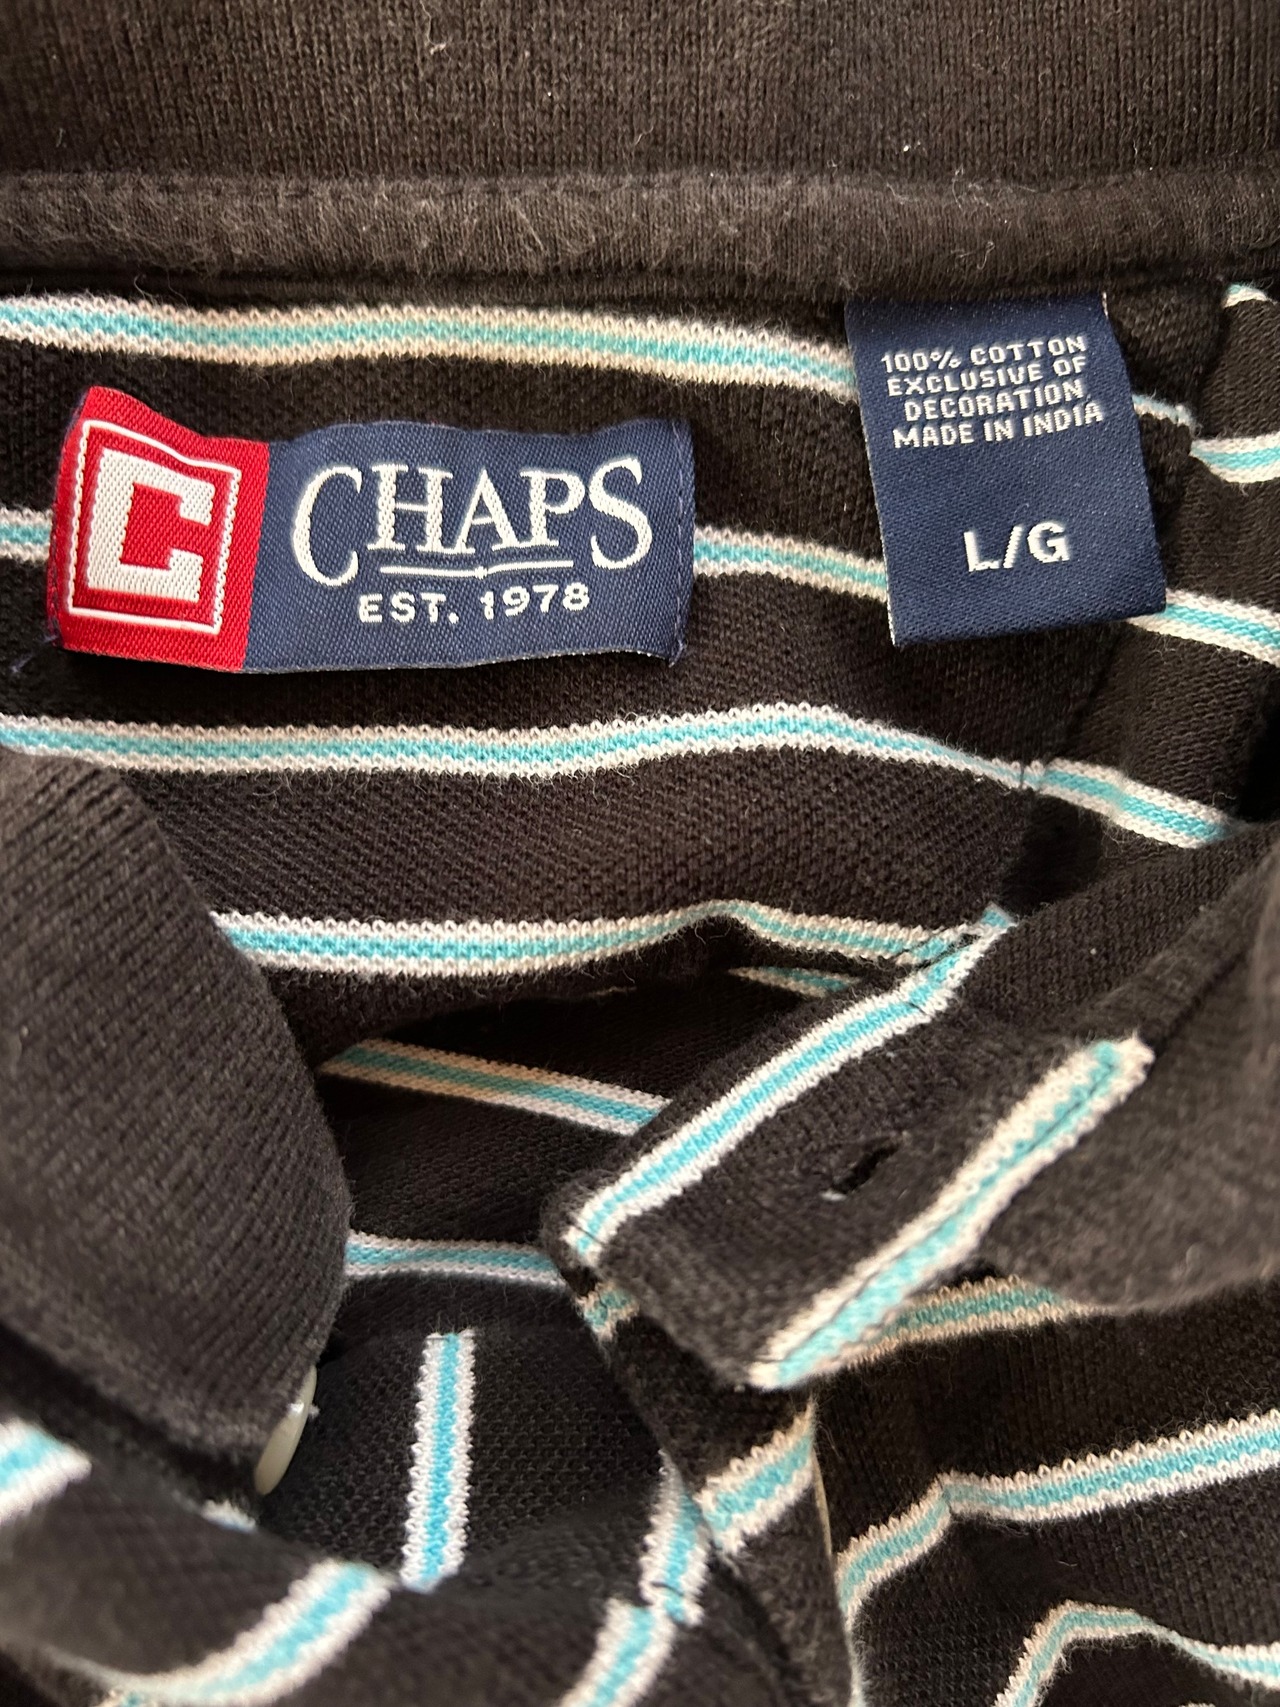 C CHAPS
EST. 1978
100% COTTON
EXCLUSIVE OF
DECORATION
MADE IN INDIA
L/G